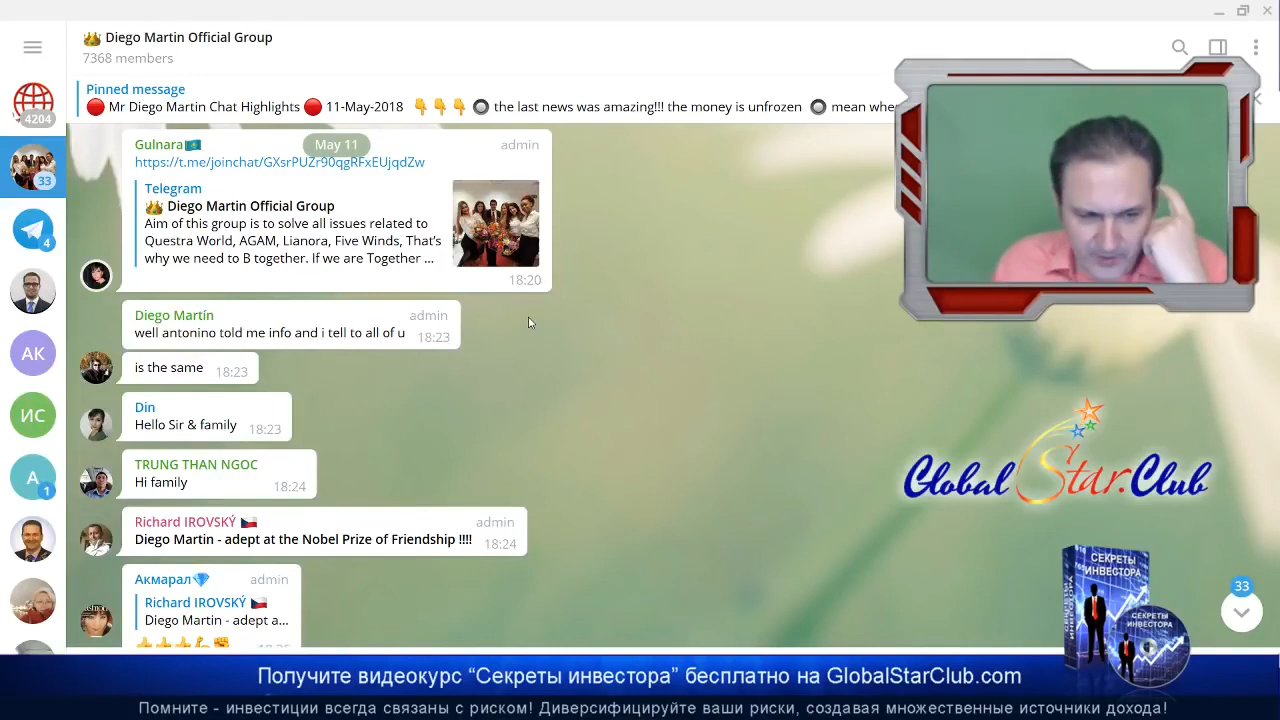 Diego Martin Official Group
7368 members
Pinned message
Mr Diego Martin Chat Highlights 🔴 11-May-2018 👇👇👇 🔘 the last news was amazing!!! the money is unfrozen 🔘 mean
4204
33
4
АК
ИС
A
1
May 11
Gulnara🇰🇿 admin
https://t.me/joinchat/GXsrPUZr90qgRFxEUjqdZw
Telegram
👑 Diego Martin Official Group
Aim of this group is to solve all issues related to
Questra World, AGAM, Lianora, Five Winds, That's
why we need to B together. If we are Together ...
18:20
Diego Martín admin
well antonino told me info and i tell to all of u 18:23
is the same 18:23
Din
Hello Sir & family 18:23
TRUNG THAN NGOC
Hi family 18:24
Richard IROVSKÝ 🇨🇿 admin
Diego Martin - adept at the Nobel Prize of Friendship !!!! 18:24
Акмарал💎 admin
Richard IROVSKÝ 🇨🇿
Diego Martin - adept a...
Global Star.Club
СЕКРЕТЫ
ИНВЕСТОРА
СЕКРЕТЫ
ИНВЕСТОРА
33
Получите видеокурс “Секреты инвестора” бесплатно на GlobalStarClub.com
Помните - инвестиции всегда связаны с риском! Диверсифицируйте ваши риски, создавая множественные источники дохода!